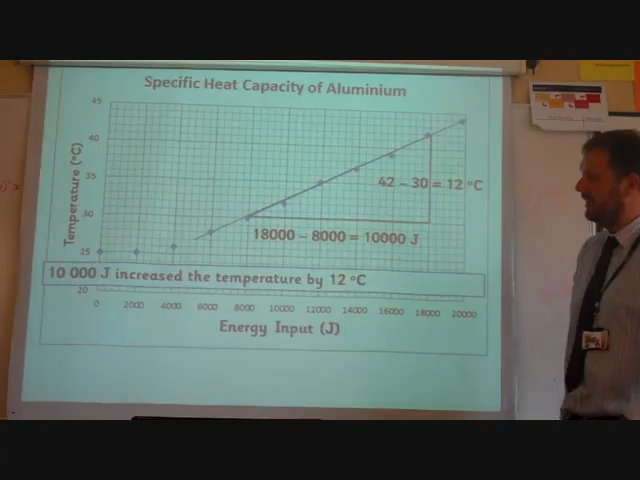 Specific Heat Capacity of Aluminium
45
40
35
30
25
20
Temperature (°C)
42 – 30 = 12 °C
18000 – 8000 = 10000 J
10 000 J increased the temperature by 12 °C
0 2000 4000 6000 8000 10000 12000 14000 16000 18000 20000
Energy Input (J)